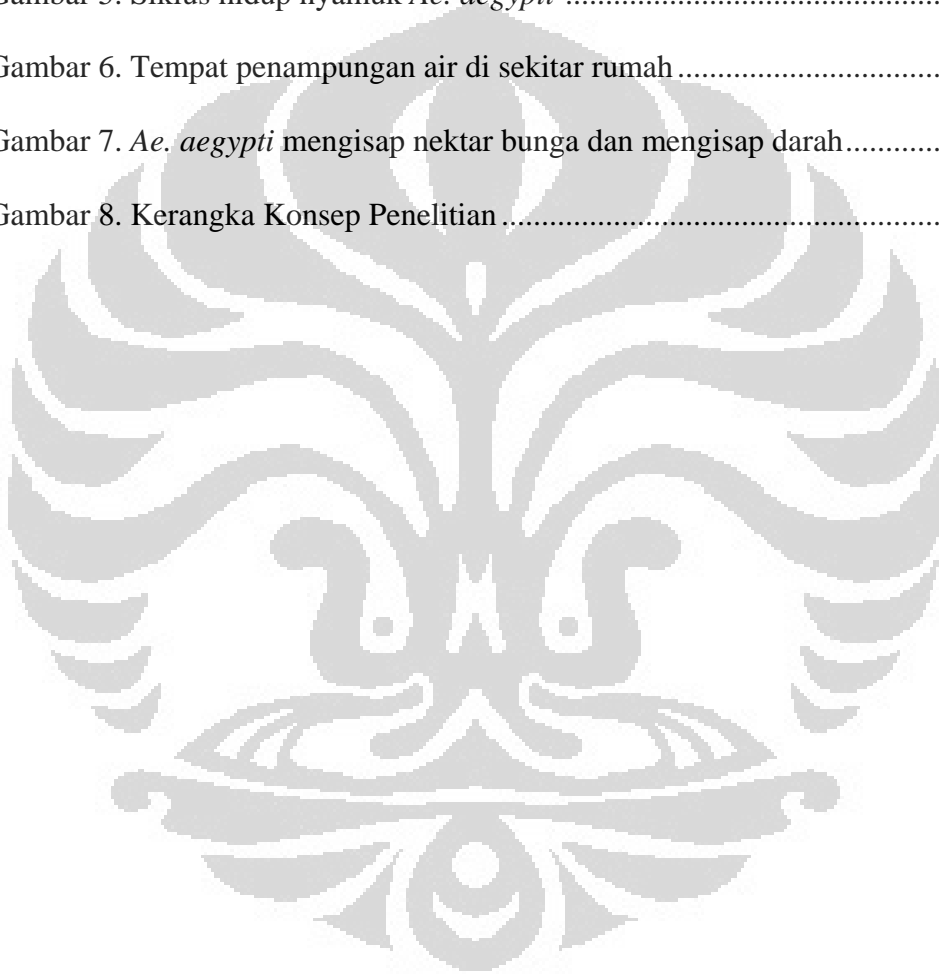 Gambar 5. Siklus hidup nyamuk Ae. aegypti ................................................
Gambar 6. Tempat penampungan air di sekitar rumah ..................................
Gambar 7. Ae. aegypti mengisap nektar bunga dan mengisap darah............
Gambar 8. Kerangka Konsep Penelitian ........................................................